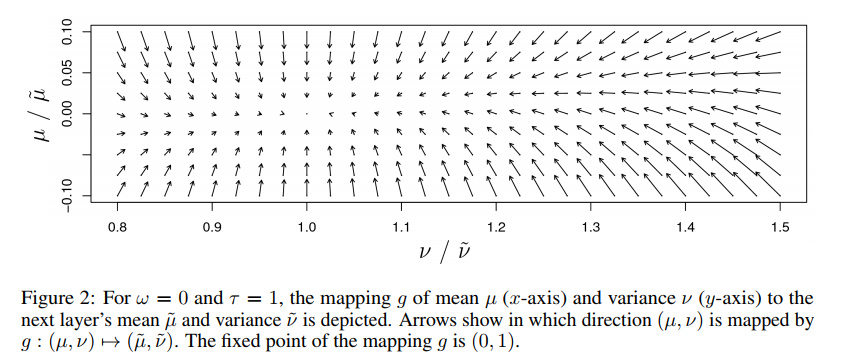 0.10
0.05
0.00
−0.10
μ / μ̃
0.8 0.9 1.0 1.1 1.2 1.3 1.4 1.5
ν / ν̃
Figure 2: For ω = 0 and τ = 1, the mapping g of mean μ (x-axis) and variance ν (y-axis) to the
next layer's mean μ̃ and variance ν̃ is depicted. Arrows show in which direction (μ, ν) is mapped by
g : (μ, ν) ↦ (μ̃, ν̃). The fixed point of the mapping g is (0, 1).